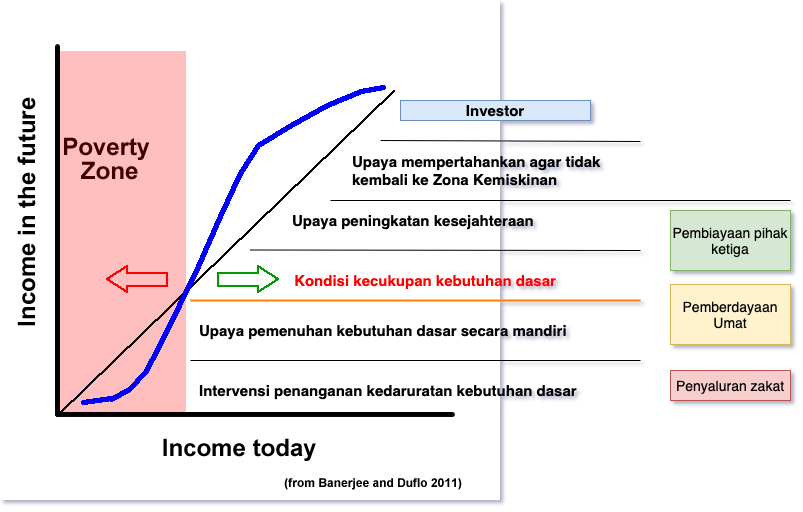 Income in the future
Poverty
Zone
Investor
Upaya mempertahankan agar tidak
kembali ke Zona Kemiskinan
Upaya peningkatan kesejahteraan
Pembiayaan pihak
ketiga
Kondisi kecukupan kebutuhan dasar
Pemberdayaan
Umat
Upaya pemenuhan kebutuhan dasar secara mandiri
Intervensi penanganan kedaruratan kebutuhan dasar
Penyaluran zakat
Income today
(from Banerjee and Duflo 2011)